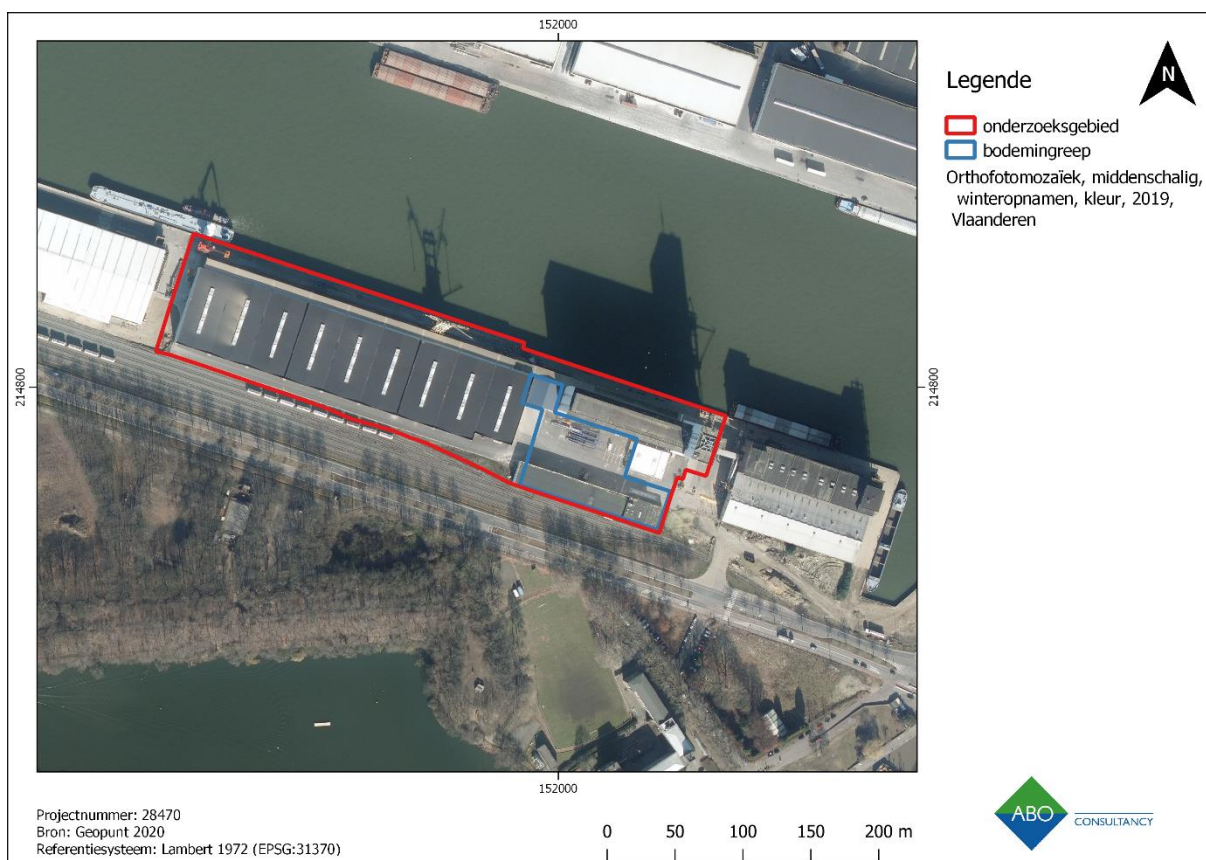 152000
N
Legende
onderzoeksgebied
bodemingreep
Orthofotomozaïek, middenschalig,
winteropnamen, kleur, 2019,
Vlaanderen
214800
214800
152000
Projectnummer: 28470
Bron: Geopunt 2020
Referentiesysteem: Lambert 1972 (EPSG:31370)
0 50 100 150 200 m
ABO CONSULTANCY